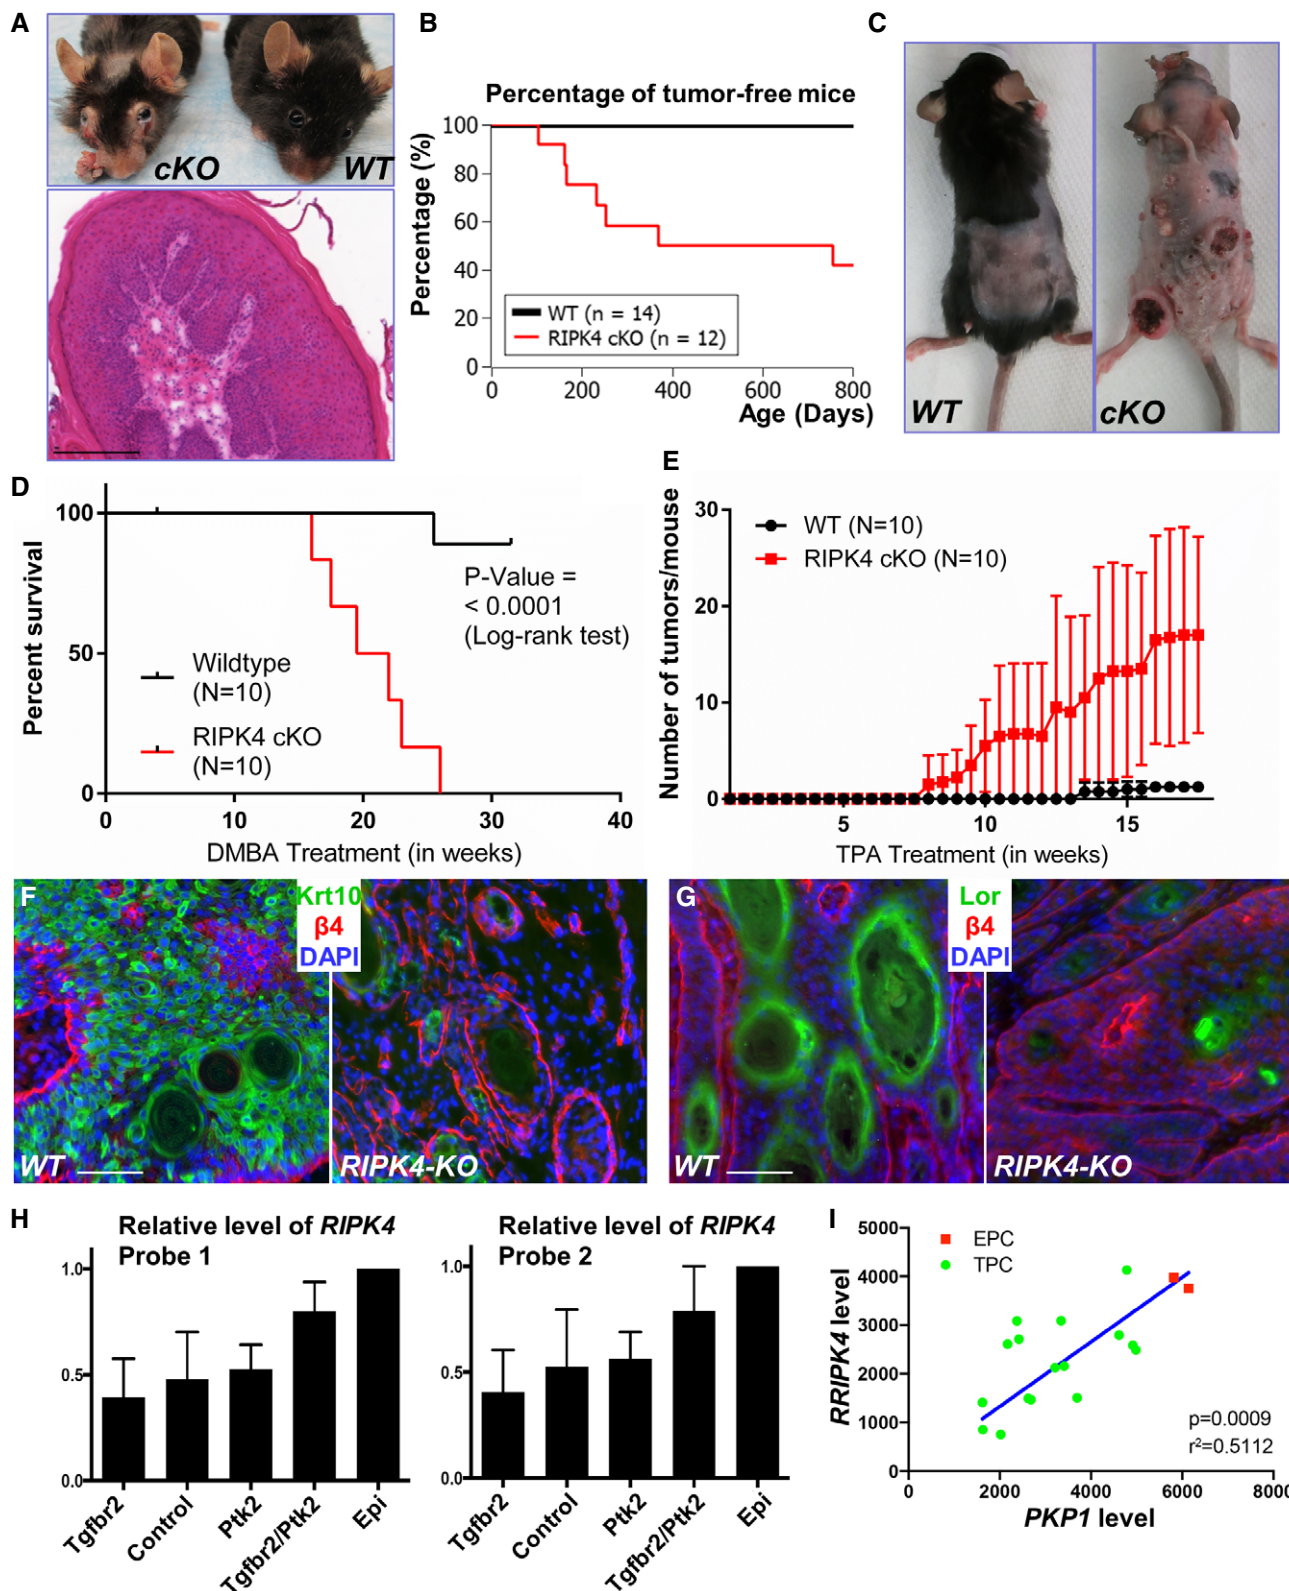 A
cKO
WT
B
Percentage of tumor-free mice
Percentage (%)
100
80
60
40
20
0
WT (n = 14)
RIPK4 cKO (n = 12)
0
200
400
600
800
Age (Days)
C
WT
cKO
D
Percent survival
100
50
0
P-Value =
< 0.0001
(Log-rank test)
Wildtype
(N=10)
RIPK4 cKO
(N=10)
0
10
20
30
40
DMBA Treatment (in weeks)
E
Number of tumors/mouse
30
20
10
0
WT (N=10)
RIPK4 cKO (N=10)
5
10
15
TPA Treatment (in weeks)
F
Krt10
β4
DAPI
WT
RIPK4-KO
G
Lor
β4
DAPI
WT
RIPK4-KO
H
Relative level of RIPK4
Probe 1
1.0
0.5
0.0
Tgfbr2
Control
Ptk2
Tgfbr2/Ptk2
Epi
Relative level of RIPK4
Probe 2
1.0
0.5
0.0
Tgfbr2
Control
Ptk2
Tgfbr2/Ptk2
Epi
I
RRIPK4 level
5000
4000
3000
2000
1000
0
EPC
TPC
p=0.0009
r²=0.5112
0
2000
4000
6000
8000
PKP1 level